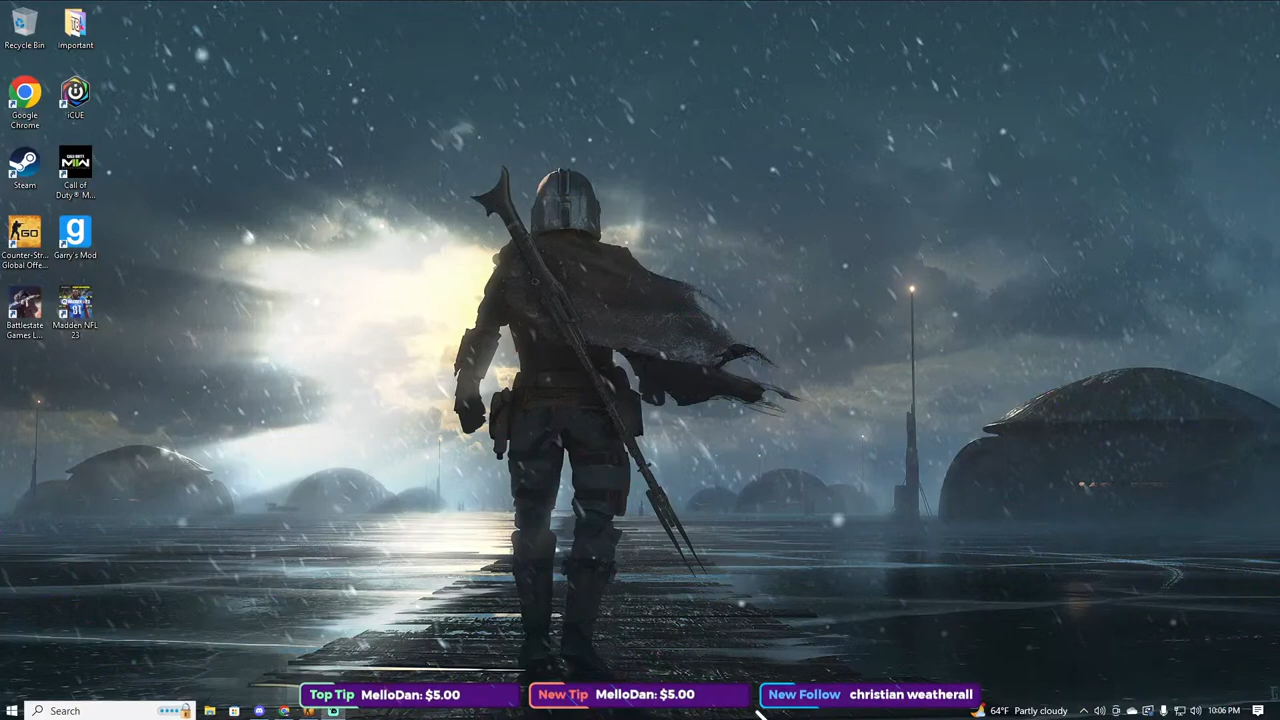 Recycle Bin
Important
Google
Chrome
iCUE
Steam
Call of
Duty® M...
Counter-Str...
Global Offe...
Garry's Mod
Battlestate
Games L...
Madden NFL
23
Top Tip MelloDan: $5.00
New Tip MelloDan: $5.00
New Follow christian weatherall
Search
64°F Partly cloudy
10:06 PM